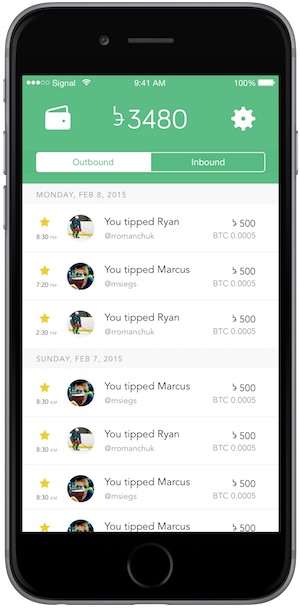 Signal 9:41 AM 100%
3480
Outbound Inbound
MONDAY, FEB 8, 2015
You tipped Ryan 500
8:30 PM @rromanchuk BTC 0.0005
You tipped Marcus 500
7:20 PM @msiegs BTC 0.0005
You tipped Ryan 500
2:30 PM @rromanchuk BTC 0.0005
SUNDAY, FEB 7, 2015
You tipped Marcus 500
8:30 AM @msiegs BTC 0.0005
You tipped Ryan 500
8:30 AM @rromanchuk BTC 0.0005
You tipped Marcus 500
8:30 AM @msiegs BTC 0.0005
You tipped Marcus 500